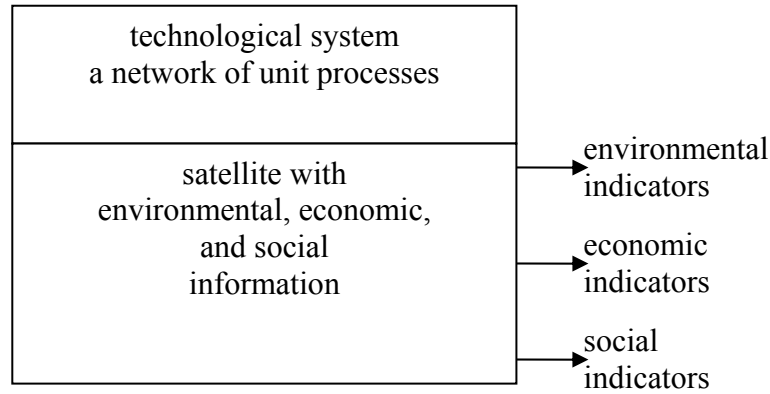 technological system
a network of unit processes
satellite with
environmental, economic,
and social
information
environmental
indicators
economic
indicators
social
indicators